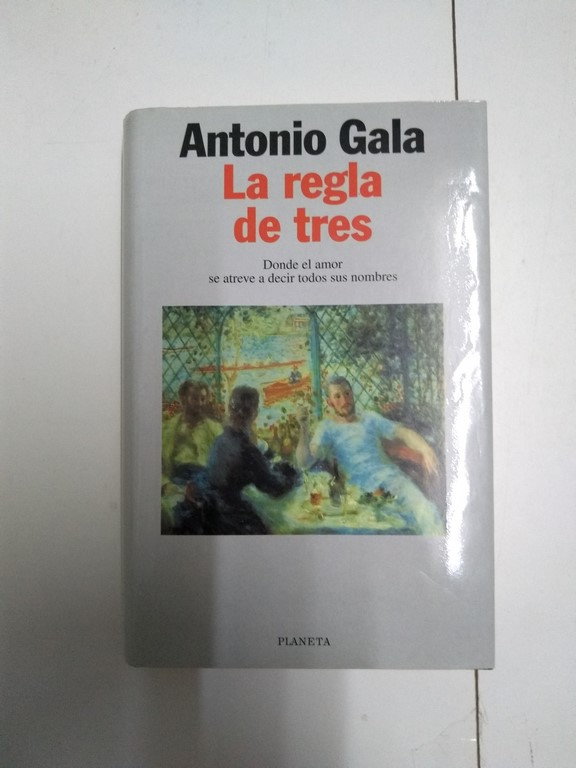 Antonio Gala
La regla
de tres
Donde el amor
se atreve a decir todos sus nombres
PLANETA